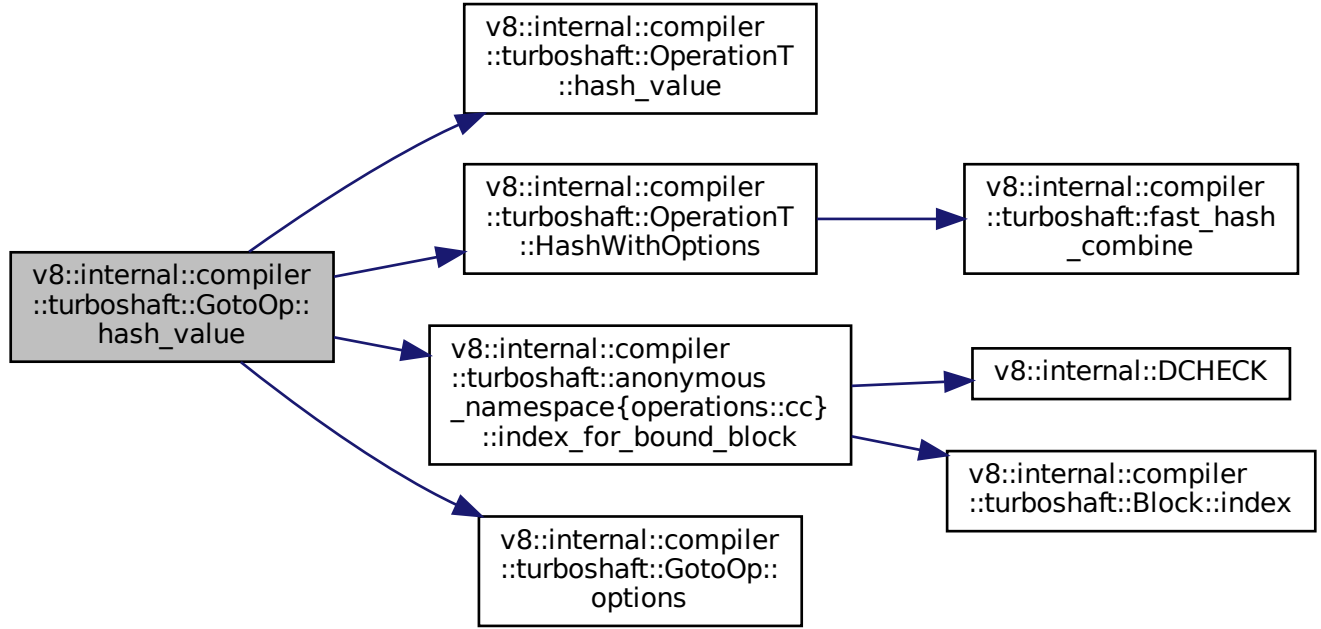 v8::internal::compiler
::turboshaft::OperationT
::hash_value
v8::internal::compiler
::turboshaft::OperationT
::HashWithOptions
v8::internal::compiler
::turboshaft::fast_hash
_combine
v8::internal::compiler
::turboshaft::GotoOp::
hash_value
v8::internal::compiler
::turboshaft::anonymous
_namespace{operations::cc}
::index_for_bound_block
v8::internal::DCHECK
v8::internal::compiler
::turboshaft::Block::index
v8::internal::compiler
::turboshaft::GotoOp::
options